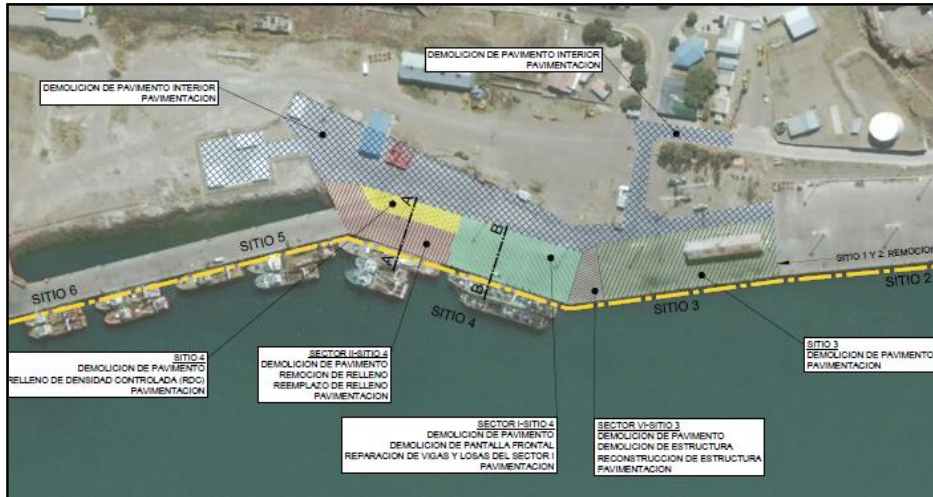 DEMOLICION DE PAVIMENTO INTERIOR
PAVIMENTACION
DEMOLICION DE PAVIMENTO INTERIOR
PAVIMENTACION
A
A
B
B
SITIO 6
SITIO 5
SITIO 4
SITIO 3
SITIO 2
SITIO 1 Y 2: REMOCION
SITIO 4
DEMOLICION DE PAVIMENTO
RELLENO DE DENSIDAD CONTROLADA (RDC)
PAVIMENTACION
SECTOR II-SITIO 4
DEMOLICION DE PAVIMENTO
REMOCION DE RELLENO
REEMPLAZO DE RELLENO
PAVIMENTACION
SECTOR I-SITIO 4
DEMOLICION DE PAVIMENTO
DEMOLICION DE PANTALLA FRONTAL
REPARACION DE VIGAS Y LOSAS DEL SECTOR I
PAVIMENTACION
SECTOR VI-SITIO 3
DEMOLICION DE PAVIMENTO
DEMOLICION DE ESTRUCTURA
RECONSTRUCCION DE ESTRUCTURA
PAVIMENTACION
SITIO 3
DEMOLICION DE PAVIMENTO
PAVIMENTACION